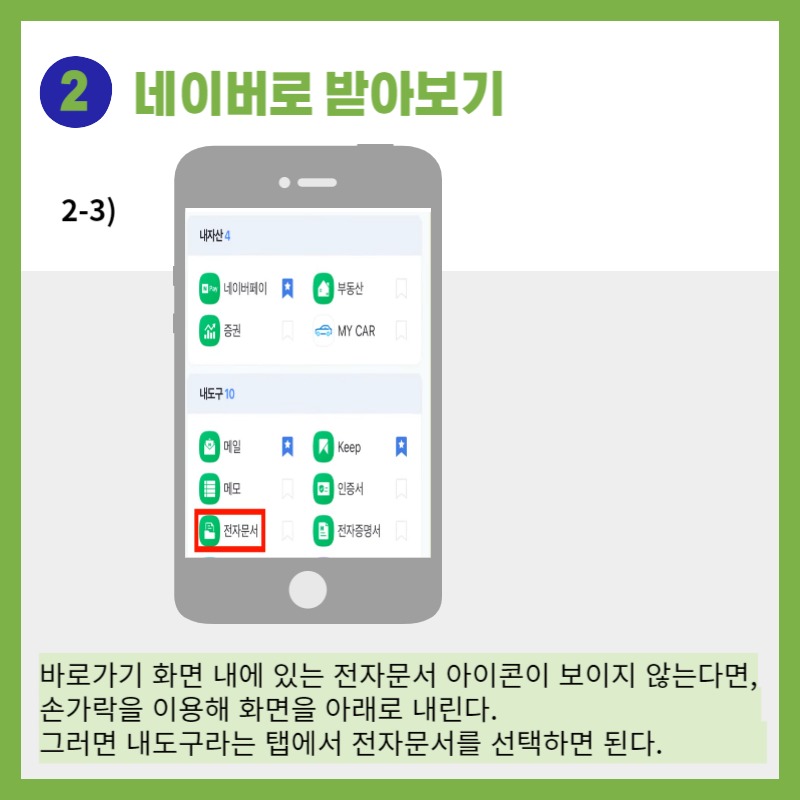 2 네이버로 받아보기
2-3)
내자산 4
N Pay 네이버페이 부동산
증권 MY CAR
내도구 10
메일 Keep
메모 인증서
전자문서 전자증명서
바로가기 화면 내에 있는 전자문서 아이콘이 보이지 않는다면,
손가락을 이용해 화면을 아래로 내린다.
그러면 내도구라는 탭에서 전자문서를 선택하면 된다.